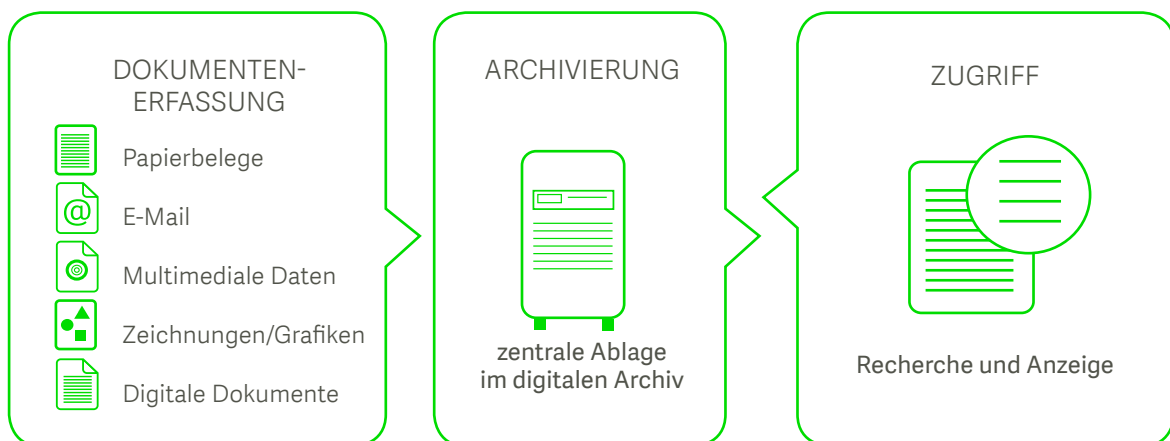 DOKUMENTEN-
ERFASSUNG
Papierbelege
@
E-Mail
Multimediale Daten
Zeichnungen/Grafiken
Digitale Dokumente
ARCHIVIERUNG
zentrale Ablage
im digitalen Archiv
ZUGRIFF
Recherche und Anzeige